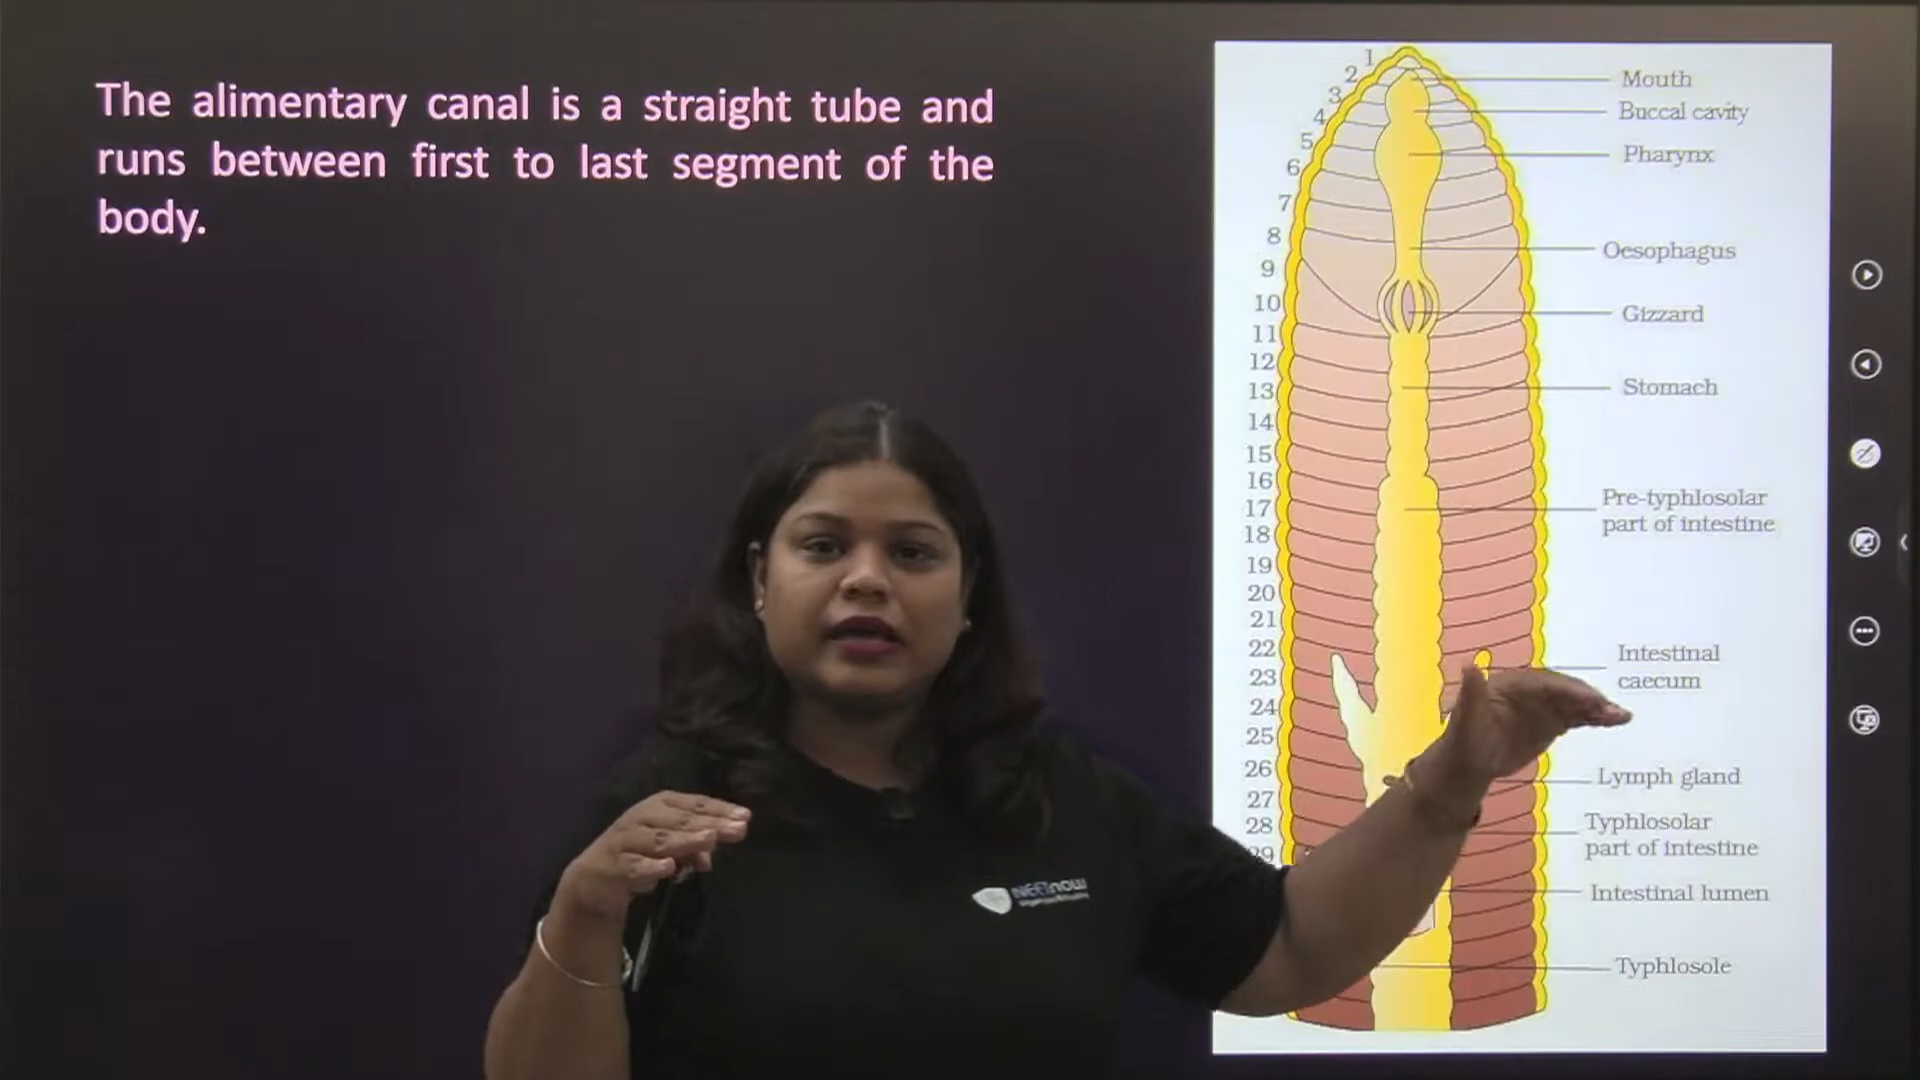 The alimentary canal is a straight tube and
runs between first to last segment of the
body.
1
2
3
4
5
6
7
8
9
10
11
12
13
14
15
16
17
18
19
20
21
22
23
24
25
26
27
28
29
Mouth
Buccal cavity
Pharynx
Oesophagus
Gizzard
Stomach
Pre-typhlosolar
part of intestine
Intestinal
caecum
Lymph gland
Typhlosolar
part of intestine
Intestinal lumen
Typhlosole
NEETnow